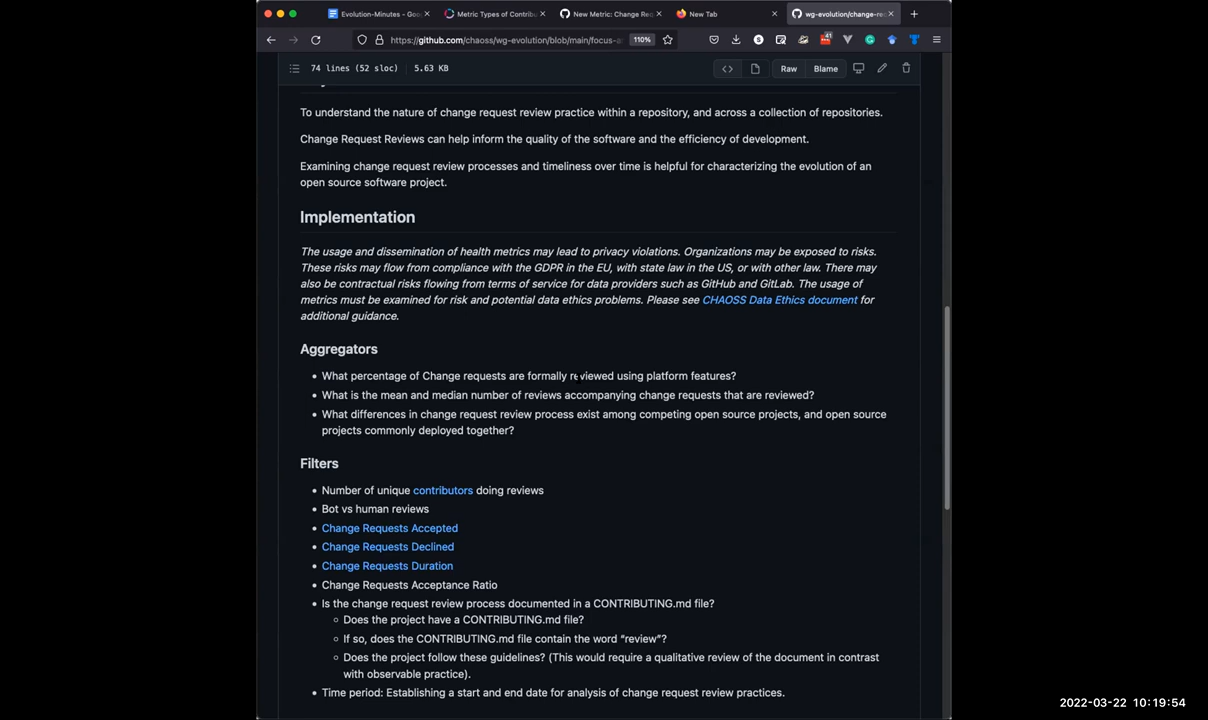 Evolution-Minutes - Goo
Metric Types of Contribu
New Metric: Change Req
New Tab
wg-evolution/change-req
https://github.com/chaoss/wg-evolution/blob/main/focus-a
110%
41
74 lines (52 sloc) 5.63 KB
Raw
Blame
To understand the nature of change request review practice within a repository, and across a collection of repositories.
Change Request Reviews can help inform the quality of the software and the efficiency of development.
Examining change request review processes and timeliness over time is helpful for characterizing the evolution of an
open source software project.
Implementation
The usage and dissemination of health metrics may lead to privacy violations. Organizations may be exposed to risks.
These risks may flow from compliance with the GDPR in the EU, with state law in the US, or with other law. There may
also be contractual risks flowing from terms of service for data providers such as GitHub and GitLab. The usage of
metrics must be examined for risk and potential data ethics problems. Please see CHAOSS Data Ethics document for
additional guidance.
Aggregators
What percentage of Change requests are formally reviewed using platform features?
What is the mean and median number of reviews accompanying change requests that are reviewed?
What differences in change request review process exist among competing open source projects, and open source
projects commonly deployed together?
Filters
Number of unique contributors doing reviews
Bot vs human reviews
Change Requests Accepted
Change Requests Declined
Change Requests Duration
Change Requests Acceptance Ratio
Is the change request review process documented in a CONTRIBUTING.md file?
Does the project have a CONTRIBUTING.md file?
If so, does the CONTRIBUTING.md file contain the word “review”?
Does the project follow these guidelines? (This would require a qualitative review of the document in contrast
with observable practice).
Time period: Establishing a start and end date for analysis of change request review practices.
2022-03-22 10:19:54